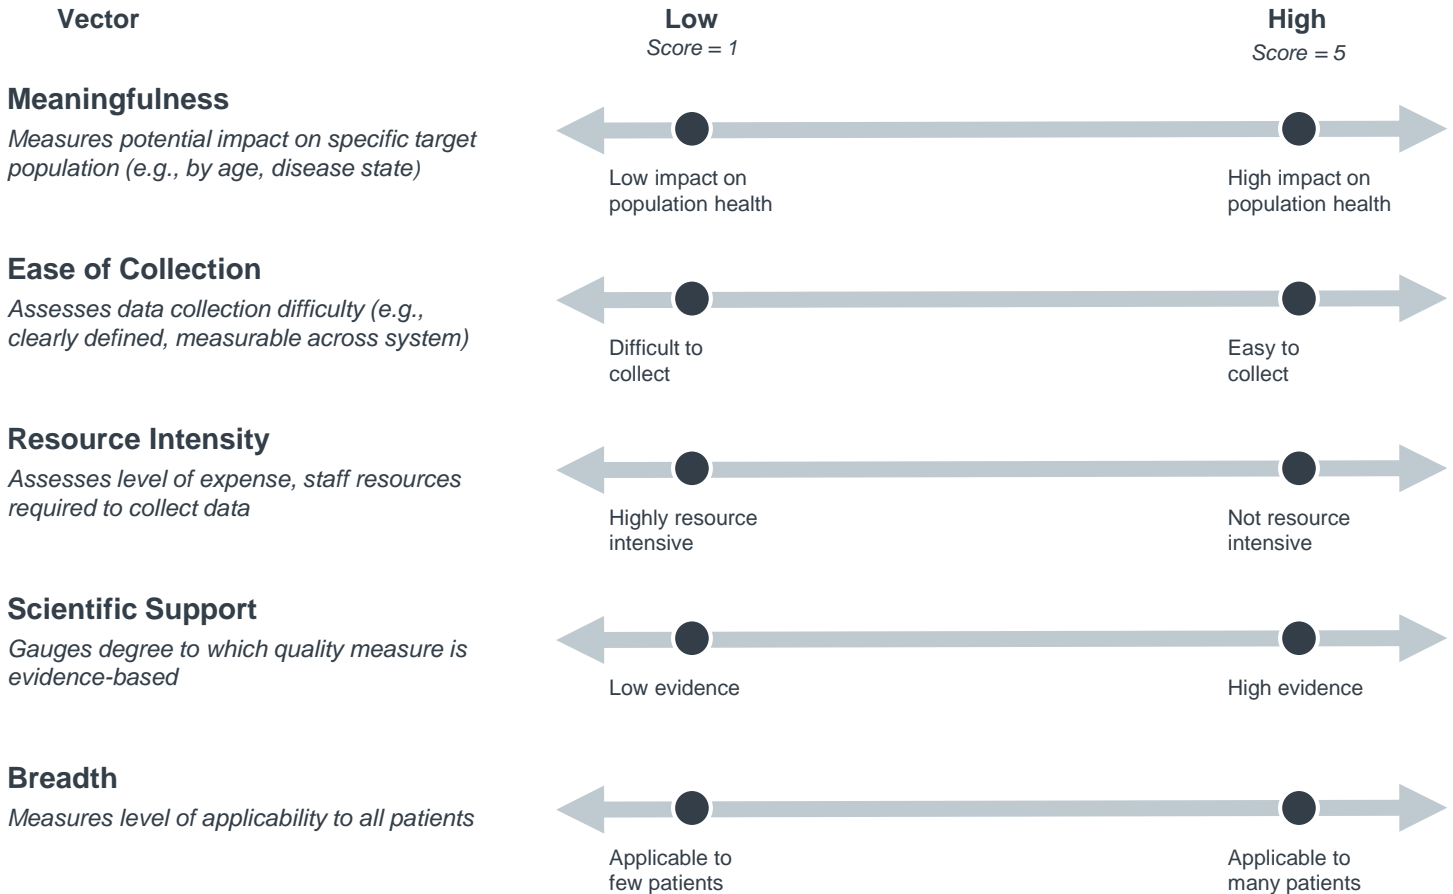 Vector
Low
High
Score = 1
Score = 5
Meaningfulness
Measures potential impact on specific target
population (e.g., by age, disease state)
Low impact on
population health
High impact on
population health
Ease of Collection
Assesses data collection difficulty (e.g.,
clearly defined, measurable across system)
Difficult to
collect
Easy to
collect
Resource Intensity
Assesses level of expense, staff resources
required to collect data
Highly resource
intensive
Not resource
intensive
Scientific Support
Gauges degree to which quality measure is
evidence-based
Low evidence
High evidence
Breadth
Measures level of applicability to all patients
Applicable to
few patients
Applicable to
many patients